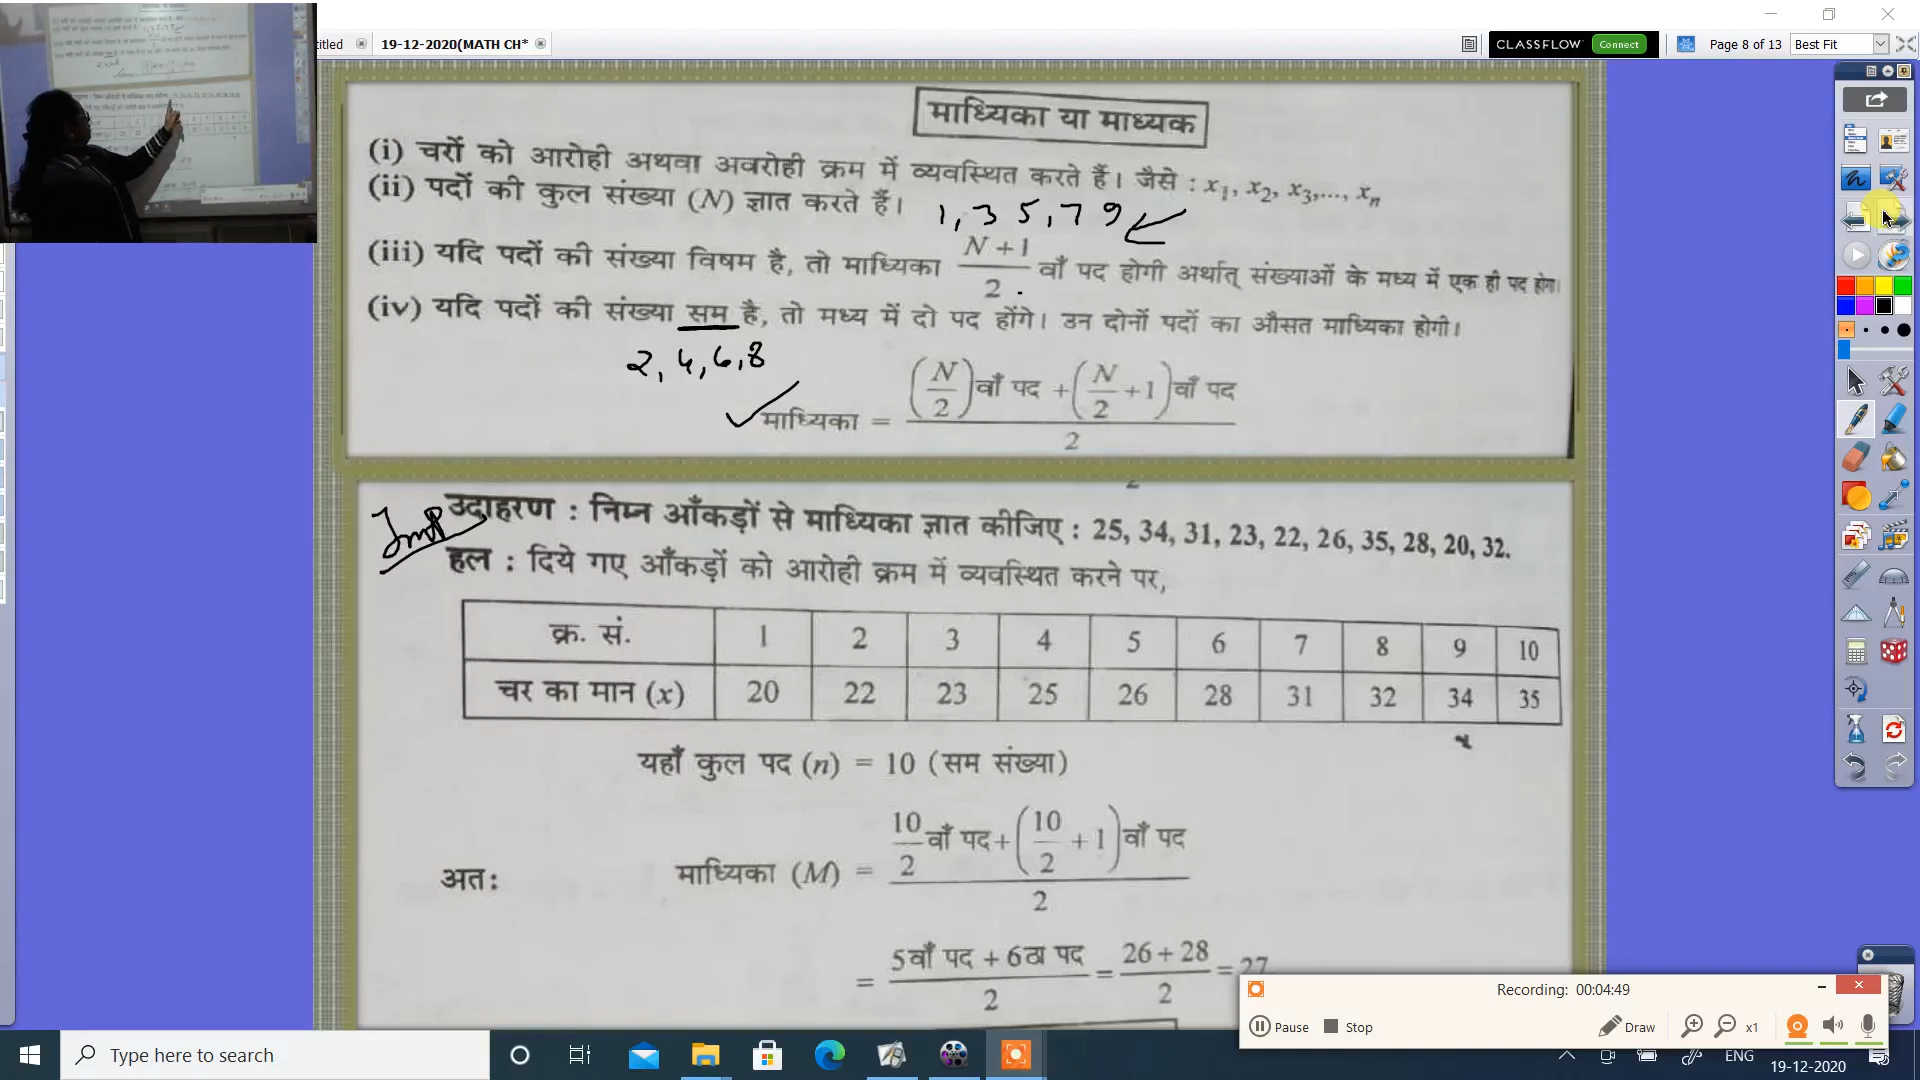 ntitled
19-12-2020(MATH CH*
CLASSFLOW Connect
Page 8 of 13
Best Fit
माध्यिका या माध्यक
(i) चरों को आरोही अथवा अवरोही क्रम में व्यवस्थित करते हैं। जैसे : x₁, x₂, x₃,..., xₙ
(ii) पदों की कुल संख्या (N) ज्ञात करते हैं।
1, 3 5, 7 9
(iii) यदि पदों की संख्या विषम है, तो माध्यिका (N+1)/2 वाँ पद होगी अर्थात् संख्याओं के मध्य में एक ही पद होगा।
(iv) यदि पदों की संख्या सम है, तो मध्य में दो पद होंगे। उन दोनों पदों का औसत माध्यिका होगी।
2, 4, 6, 8
माध्यिका = ((N/2)वाँ पद + (N/2 + 1)वाँ पद)/2
Imp
उदाहरण : निम्न आँकड़ों से माध्यिका ज्ञात कीजिए : 25, 34, 31, 23, 22, 26, 35, 28, 20, 32.
हल : दिये गए आँकड़ों को आरोही क्रम में व्यवस्थित करने पर,
क्र. सं. 1 2 3 4 5 6 7 8 9 10
चर का मान (x) 20 22 23 25 26 28 31 32 34 35
यहाँ कुल पद (n) = 10 (सम संख्या)
अतः माध्यिका (M) = (10/2 वाँ पद + (10/2 + 1) वाँ पद)/2
= (5वाँ पद + 6ठा पद)/2 = (26 + 28)/2 = 27
Recording: 00:04:49
Pause Stop Draw x1
Type here to search
ENG
19-12-2020